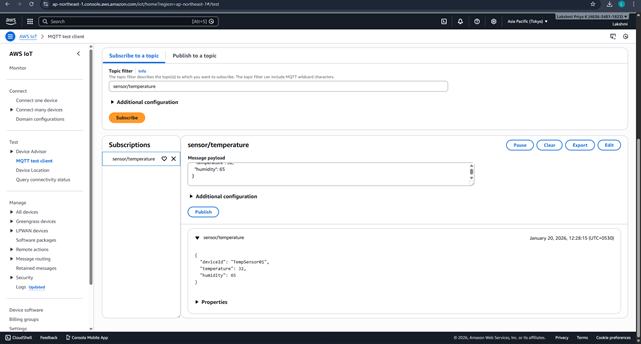 ap-northeast-1.console.aws.amazon.com/iot/home?region=ap-northeast-1#/test
aws
Search
[Alt+S]
Asia Pacific (Tokyo)
Lakshmi
AWS IoT > MQTT test client
AWS IoT
Monitor
Connect
Connect one device
Connect many devices
Domain configurations
Test
Device Advisor
MQTT test client
Device Location
Query connectivity status
Manage
All devices
Greengrass devices
LPWAN devices
Software packages
Remote actions
Message routing
Retained messages
Security
Logs Updated
Device software
Billing groups
Settings
Subscribe to a topic
Publish to a topic
Topic filter Info
The topic filter describes the topic(s) to which you want to subscribe. The topic filter can include MQTT wildcard characters.
sensor/temperature
Additional configuration
Subscribe
Subscriptions
sensor/temperature
sensor/temperature
Pause
Clear
Export
Edit
Message payload
"humidity": 65
}
Additional configuration
Publish
sensor/temperature
January 20, 2026, 12:28:15 (UTC+0530)
{
"deviceId": "TempSensor01",
"temperature": 32,
"humidity": 65
}
Properties
CloudShell
Feedback
Console Mobile App
© 2026, Amazon Web Services, Inc. or its affiliates.
Privacy
Terms
Cookie preferences